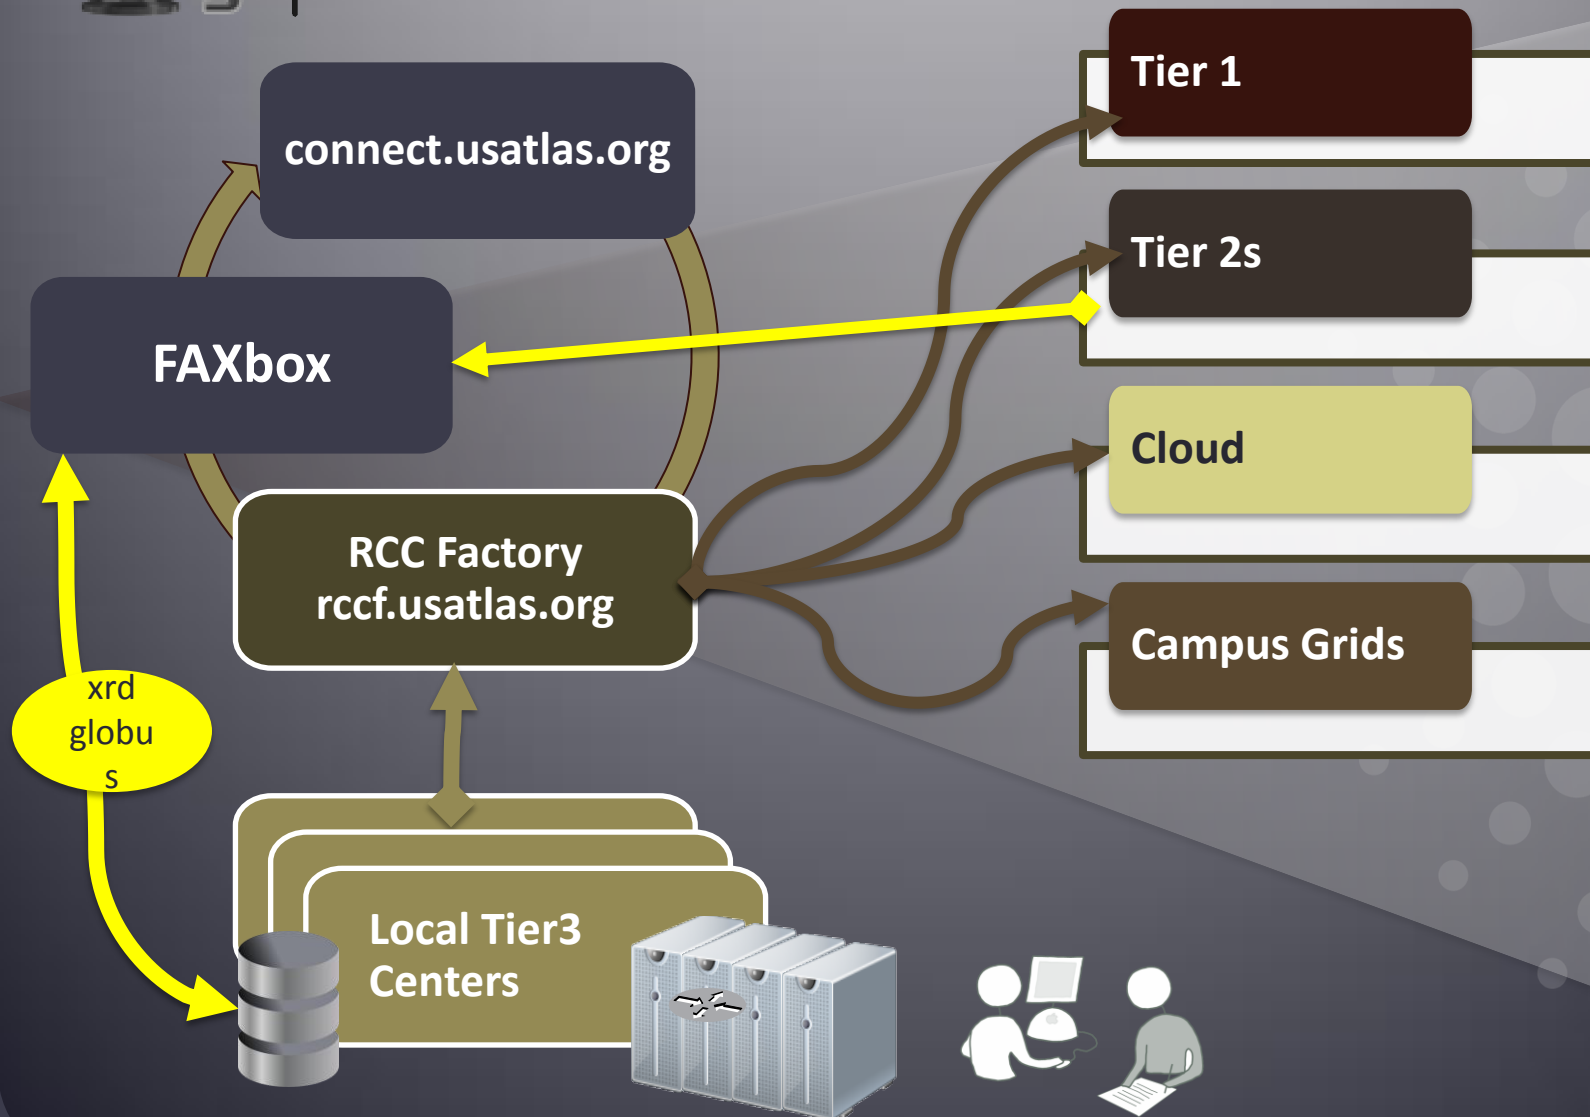 connect.usatlas.org
FAXbox
RCC Factory
rccf.usatlas.org
xrd
globu
s
Local Tier3
Centers
Tier 1
Tier 2s
Cloud
Campus Grids